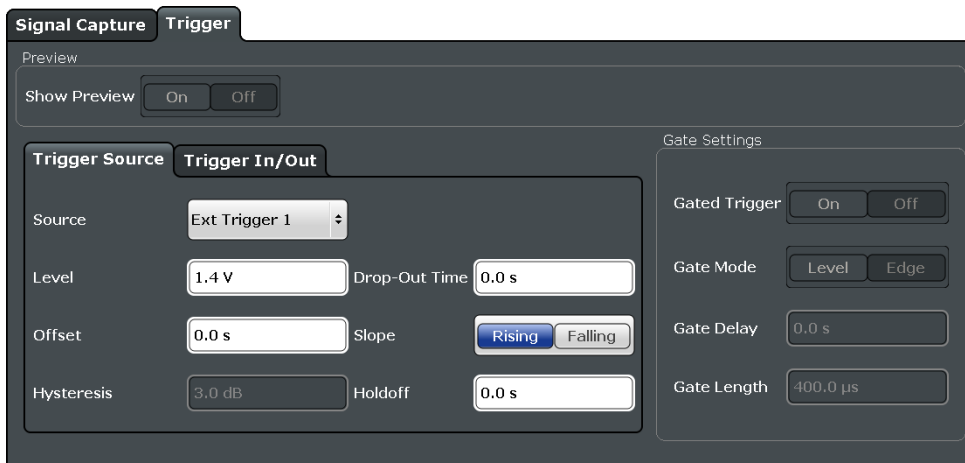 Signal Capture Trigger
Preview
Show Preview On Off
Trigger Source Trigger In/Out
Source Ext Trigger 1
Level 1.4 V Drop-Out Time 0.0 s
Offset 0.0 s Slope Rising Falling
Hysteresis 3.0 dB Holdoff 0.0 s
Gate Settings
Gated Trigger On Off
Gate Mode Level Edge
Gate Delay 0.0 s
Gate Length 400.0 µs